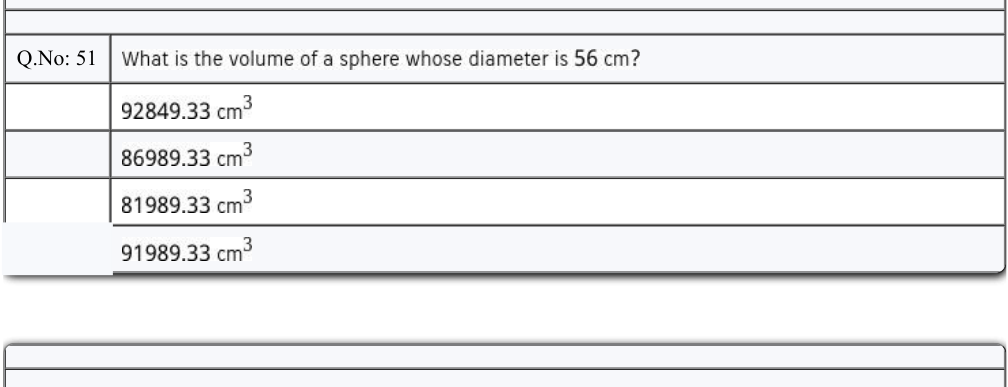 Q.No: 51 What is the volume of a sphere whose diameter is 56 cm?
92849.33 cm³
86989.33 cm³
81989.33 cm³
91989.33 cm³